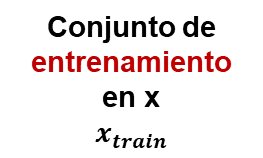 Conjunto de
entrenamiento
en x
x_train